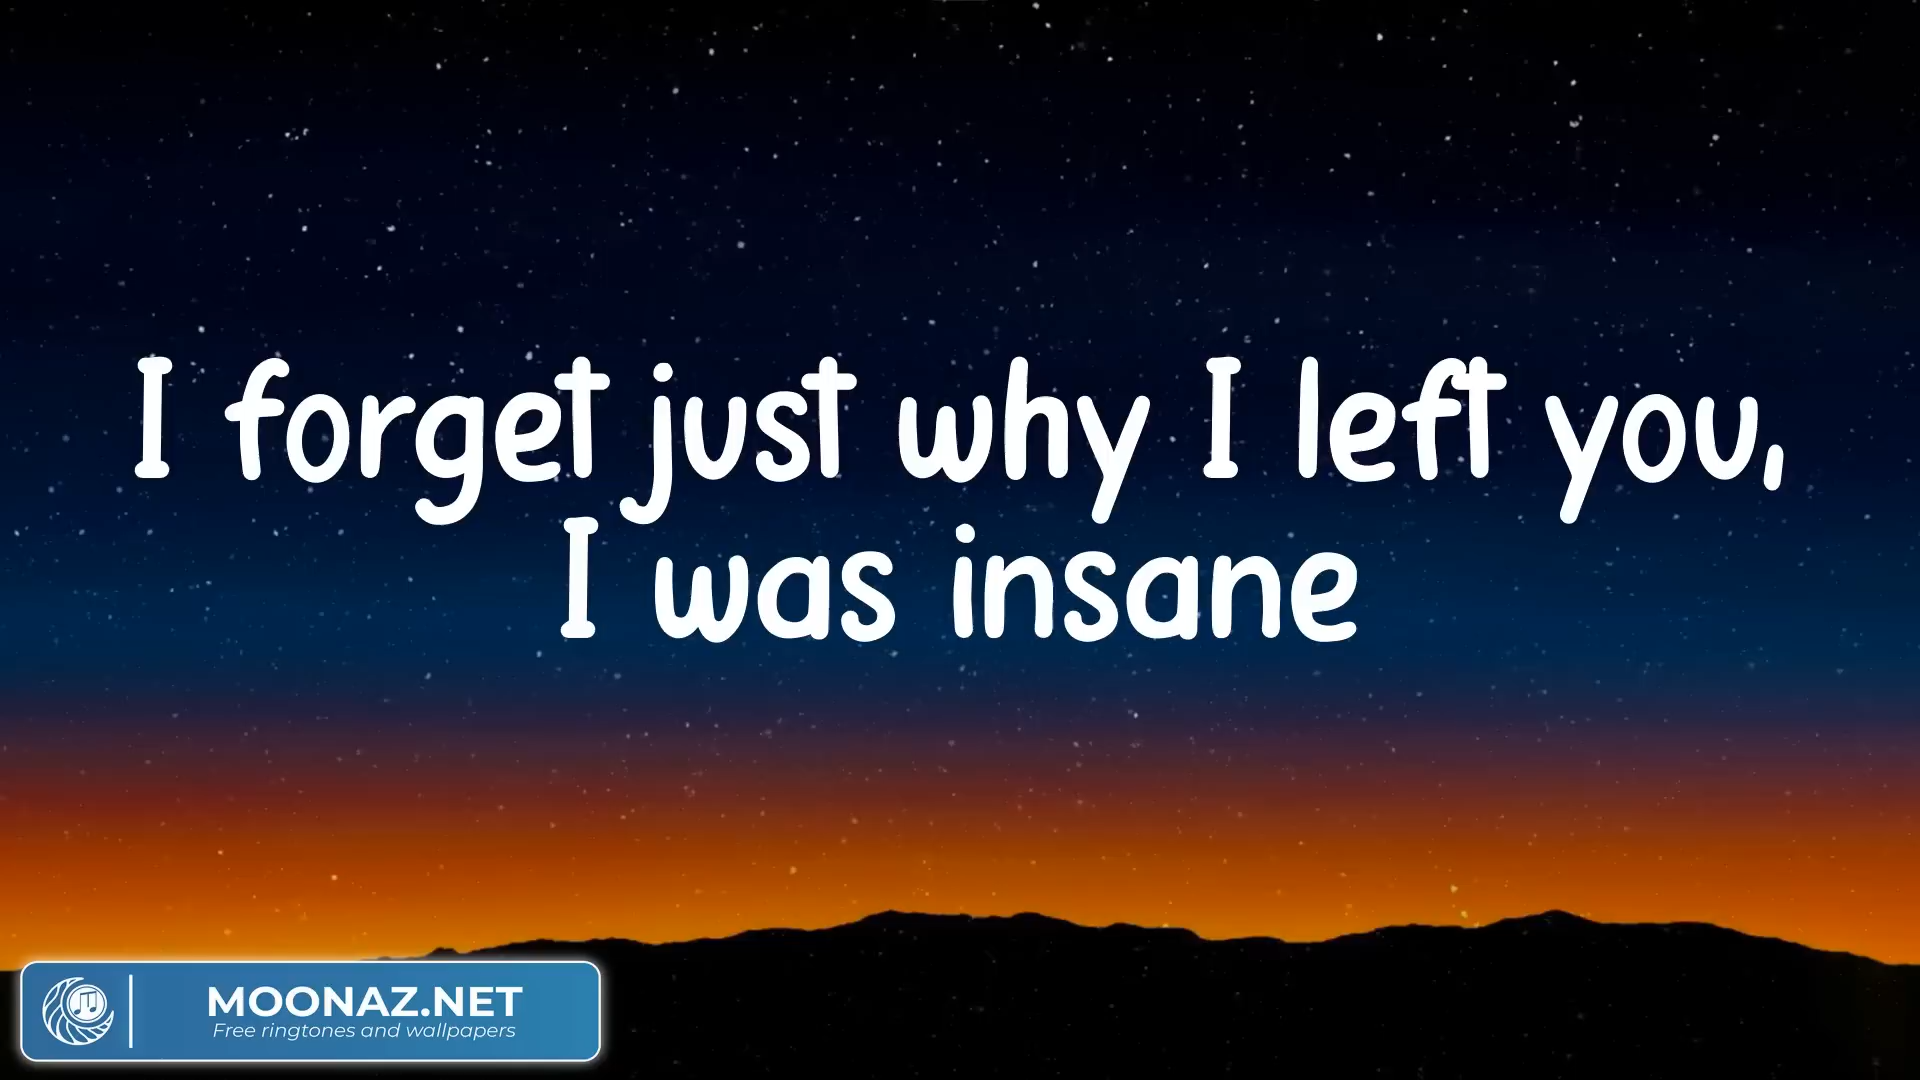 I forget just why I left you,
I was insane
MOONAZ.NET
Free ringtones and wallpapers